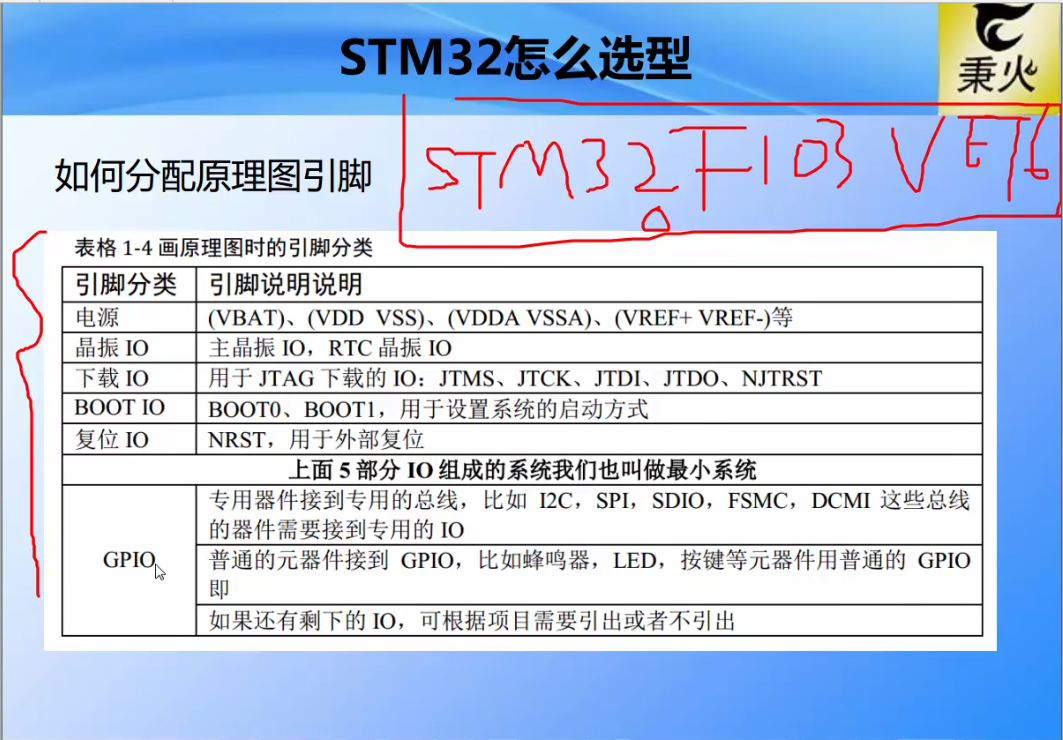 STM32怎么选型
秉火
STM32F103VET6
如何分配原理图引脚
表格 1-4 画原理图时的引脚分类
引脚分类 引脚说明说明
电源 (VBAT)、(VDD VSS)、(VDDA VSSA)、(VREF+ VREF-)等
晶振 IO 主晶振 IO，RTC 晶振 IO
下载 IO 用于 JTAG 下载的 IO：JTMS、JTCK、JTDI、JTDO、NJTRST
BOOT IO BOOT0、BOOT1，用于设置系统的启动方式
复位 IO NRST，用于外部复位
上面 5 部分 IO 组成的系统我们也叫做最小系统
GPIO
专用器件接到专用的总线，比如 I2C，SPI，SDIO，FSMC，DCMI 这些总线
的器件需要接到专用的 IO
普通的元器件接到 GPIO，比如蜂鸣器，LED，按键等元器件用普通的 GPIO
即
如果还有剩下的 IO，可根据项目需要引出或者不引出